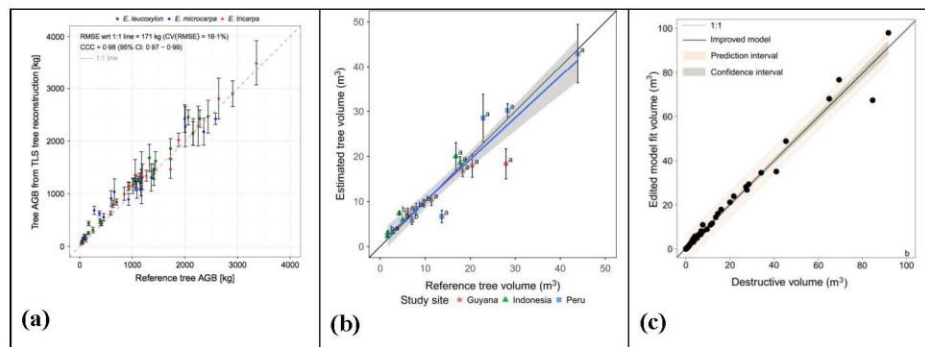 E. leucoxylon E. microcarpa E. tricarpa
RMSE wrt 1:1 line = 171 kg (CV(RMSE) = 16·1%)
CCC = 0·98 (95% CI: 0·97 − 0·99)
1:1 line
4000
3000
2000
1000
0
Tree AGB from TLS tree
reconstruction [kg]
0 1000 2000 3000 4000
Reference tree AGB [kg]
(a)
50
40
30
20
10
0
Estimated tree volume (m³)
0 10 20 30 40 50
Reference tree volume (m³)
Study site Guyana Indonesia Peru
(b)
1:1
Improved model
Prediction interval
Confidence interval
100
80
60
40
20
0
Edited model fit volume (m³)
0 20 40 60 80 100
b
Destructive volume (m³)
(c)